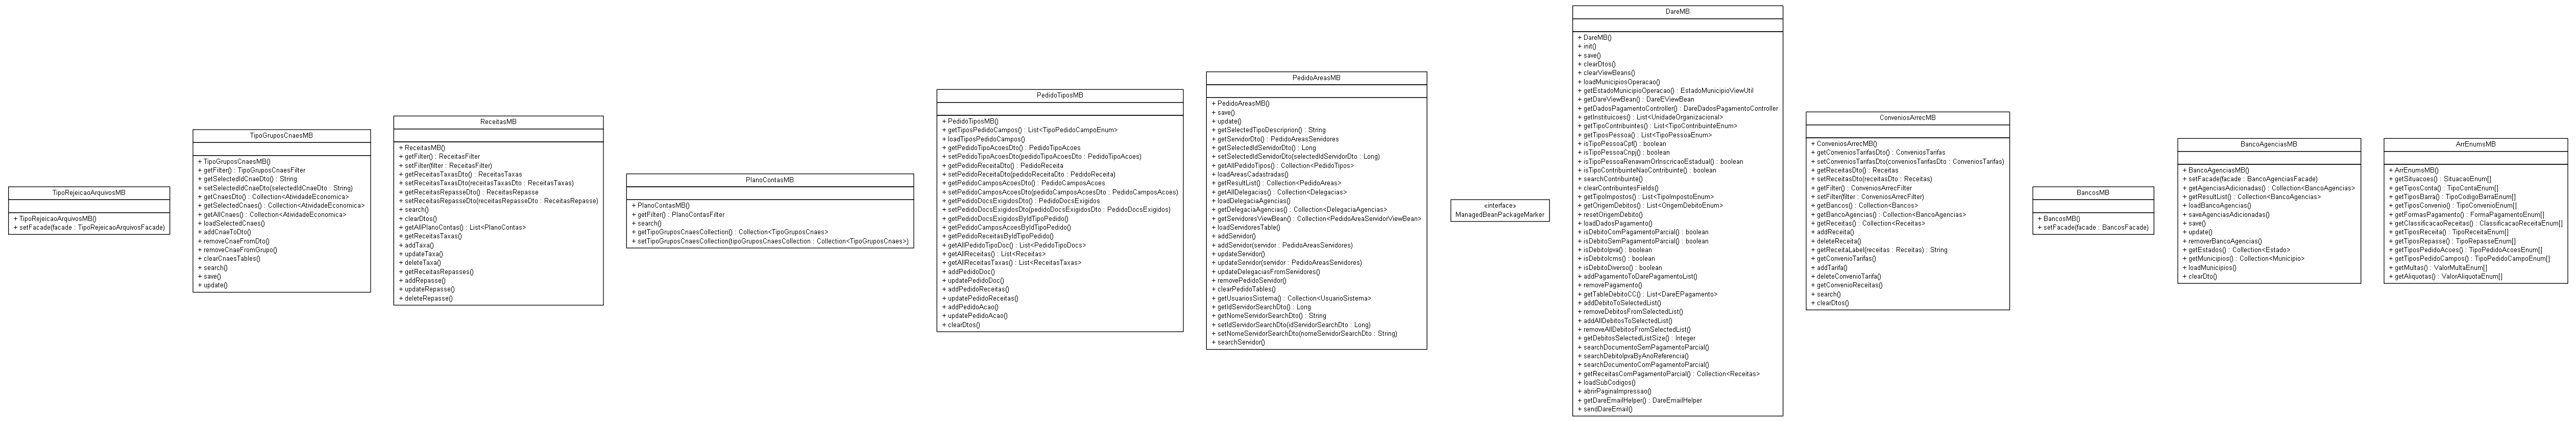 TipoRejeicaoArquivosMB
+ TipoRejeicaoArquivosMB()
+ setFacade(facade : TipoRejeicaoArquivosFacade)
TipoGruposCnaesMB
+ TipoGruposCnaesMB()
+ getFilter() : TipoGruposCnaesFilter
+ getSelectedIdCnaeDto() : String
+ setSelectedIdCnaeDto(selectedIdCnaeDto : String)
+ getCnaesDto() : Collection<AtividadeEconomica>
+ getSelectedCnaes() : Collection<AtividadeEconomica>
+ getAllCnaes() : Collection<AtividadeEconomica>
+ loadSelectedCnaes()
+ addCnaeToDto()
+ removeCnaeFromDto()
+ removeCnaeFromGrupo()
+ clearCnaesTables()
+ search()
+ save()
+ update()
ReceitasMB
+ ReceitasMB()
+ getFilter() : ReceitasFilter
+ setFilter(filter : ReceitasFilter)
+ getReceitasTaxasDto() : ReceitasTaxas
+ setReceitasTaxasDto(receitasTaxasDto : ReceitasTaxas)
+ getReceitasRepasseDto() : ReceitasRepasse
+ setReceitasRepasseDto(receitasRepasseDto : ReceitasRepasse)
+ search()
+ clearDtos()
+ getAllPlanoContas() : List<PlanoContas>
+ getReceitasTaxas()
+ addTaxa()
+ updateTaxa()
+ deleteTaxa()
+ getReceitasRepasses()
+ addRepasse()
+ updateRepasse()
+ deleteRepasse()
PlanoContasMB
+ PlanoContasMB()
+ getFilter() : PlanoContasFilter
+ search()
+ getTipoGruposCnaesCollection() : Collection<TipoGruposCnaes>
+ setTipoGruposCnaesCollection(tipoGruposCnaesCollection : Collection<TipoGruposCnaes>)
PedidoTiposMB
+ PedidoTiposMB()
+ getTiposPedidoCampos() : List<TipoPedidoCampoEnum>
+ loadTiposPedidoCampos()
+ getPedidoTipoAcoesDto() : PedidoTipoAcoes
+ setPedidoTipoAcoesDto(pedidoTipoAcoesDto : PedidoTipoAcoes)
+ getPedidoReceitaDto() : PedidoReceita
+ setPedidoReceitaDto(pedidoReceitaDto : PedidoReceita)
+ getPedidoCamposAcoesDto() : PedidoCamposAcoes
+ setPedidoCamposAcoesDto(pedidoCamposAcoesDto : PedidoCamposAcoes)
+ getPedidoDocsExigidosDto() : PedidoDocsExigidos
+ setPedidoDocsExigidosDto(pedidoDocsExigidosDto : PedidoDocsExigidos)
+ getPedidoDocsExigidosByIdTipoPedido()
+ getPedidoCamposAcoesByIdTipoPedido()
+ getPedidoReceitasByIdTipoPedido()
+ getAllPedidoTipoDoc() : List<PedidoTipoDocs>
+ getAllReceitas() : List<Receitas>
+ getAllReceitasTaxas() : List<ReceitasTaxas>
+ addPedidoDoc()
+ updatePedidoDoc()
+ addPedidoReceitas()
+ updatePedidoReceitas()
+ addPedidoAcao()
+ updatePedidoAcao()
+ clearDtos()
PedidoAreasMB
+ PedidoAreasMB()
+ save()
+ update()
+ getSelectedTipoDescriprion() : String
+ getServidorDto() : PedidoAreasServidores
+ getSelectedIdServidorDto() : Long
+ setSelectedIdServidorDto(selectedIdServidorDto : Long)
+ getAllPedidoTipos() : Collection<PedidoTipos>
+ loadAreasCadastradas()
+ getResultList() : Collection<PedidoAreas>
+ getAllDelegacias() : Collection<Delegacias>
+ loadDelegaciaAgencias()
+ getDelegaciaAgencias() : Collection<DelegaciaAgencias>
+ getServidoresViewBean() : Collection<PedidoAreaServidorViewBean>
+ loadServidoresTable()
+ addServidor()
+ addServidor(servidor : PedidoAreasServidores)
+ updateServidor()
+ updateServidor(servidor : PedidoAreasServidores)
+ updateDelegaciasFromServidores()
+ removePedidoServidor()
+ clearPedidoTables()
+ getUsuariosSistema() : Collection<UsuarioSistema>
+ getIdServidorSearchDto() : Long
+ getNomeServidorSearchDto() : String
+ setIdServidorSearchDto(idServidorSearchDto : Long)
+ setNomeServidorSearchDto(nomeServidorSearchDto : String)
+ searchServidor()
«interface»
ManagedBeanPackageMarker
DareMB
+ DareMB()
+ init()
+ save()
+ clearDtos()
+ clearViewBeans()
+ loadMunicipiosOperacao()
+ getEstadoMunicipioOperacao() : EstadoMunicipioViewUtil
+ getDareViewBean() : DareEViewBean
+ getDadosPagamentoController() : DareDadosPagamentoController
+ getInstituicoes() : List<UnidadeOrganizacional>
+ getTipoContribuintes() : List<TipoContribuinteEnum>
+ getTiposPessoa() : List<TipoPessoaEnum>
+ isTipoPessoaCpf() : boolean
+ isTipoPessoaCnpj() : boolean
+ isTipoPessoaRenavamOrInscricaoEstadual() : boolean
+ isTipoContribuinteNaoContribuinte() : boolean
+ searchContribuinte()
+ clearContribuintesFields()
+ getTipoImpostos() : List<TipoImpostoEnum>
+ getOrigemDebitos() : List<OrigemDebitoEnum>
+ resetOrigemDebito()
+ loadDadosPagamento()
+ isDebitoComPagamentoParcial() : boolean
+ isDebitoSemPagamentoParcial() : boolean
+ isDebitoIpva() : boolean
+ isDebitoIcms() : boolean
+ isDebitoDiverso() : boolean
+ addPagamentoToDarePagamentoList()
+ removePagamento()
+ getTableDebitoCC() : List<DareEPagamento>
+ addDebitoToSelectedList()
+ removeDebitosFromSelectedList()
+ addAllDebitosToSelectedList()
+ removeAllDebitosFromSelectedList()
+ getDebitosSelectedListSize() : Integer
+ searchDocumentoSemPagamentoParcial()
+ searchDebitoIpvaByAnoReferencia()
+ searchDocumentoComPagamentoParcial()
+ getReceitasComPagamentoParcial() : Collection<Receitas>
+ loadSubCodigos()
+ abrirPaginaImpressao()
+ getDareEmailHelper() : DareEmailHelper
+ sendDareEmail()
ConveniosArrecMB
+ ConveniosArrecMB()
+ getConveniosTarifasDto() : ConveniosTarifas
+ setConveniosTarifasDto(conveniosTarifasDto : ConveniosTarifas)
+ getReceitasDto() : Receitas
+ setReceitasDto(receitasDto : Receitas)
+ getFilter() : ConveniosArrecFilter
+ setFilter(filter : ConveniosArrecFilter)
+ getBancos() : Collection<Bancos>
+ getBancoAgencias() : Collection<BancoAgencias>
+ getReceitas() : Collection<Receitas>
+ addReceita()
+ deleteReceita()
+ getReceitaLabel(receitas : Receitas) : String
+ getConvenioTarifas()
+ addTarifa()
+ deleteConvenioTarifa()
+ getConvenioReceitas()
+ search()
+ clearDtos()
BancosMB
+ BancosMB()
+ setFacade(facade : BancosFacade)
BancoAgenciasMB
+ BancoAgenciasMB()
+ setFacade(facade : BancoAgenciasFacade)
+ getAgenciasAdicionadas() : Collection<BancoAgencias>
+ getResultList() : Collection<BancoAgencias>
+ loadBancoAgencias()
+ save()
+ saveAgenciasAdicionadas()
+ update()
+ removerBancoAgencias()
+ getEstados() : Collection<Estado>
+ getMunicipios() : Collection<Municipio>
+ loadMunicipios()
+ clearDto()
ArrEnumsMB
+ ArrEnumsMB()
+ getSituacoes() : SituacaoEnum[]
+ getTiposConta() : TipoContaEnum[]
+ getTiposBarra() : TipoCodigoBarraEnum[]
+ getTiposConvenio() : TipoConvenioEnum[]
+ getClassificacaoReceitas() : ClassificacaoReceitaEnum[]
+ getFormasPagamento() : FormaPagamentoEnum[]
+ getTiposReceita() : TipoReceitaEnum[]
+ getTiposRepasse() : TipoRepasseEnum[]
+ getTiposPedidoAcoes() : TipoPedidoAcoesEnum[]
+ getTiposPedidoCampos() : TipoPedidoCampoEnum[]
+ getMultas() : ValorMultaEnum[]
+ getAliquotas() : ValorAliquotaEnum[]